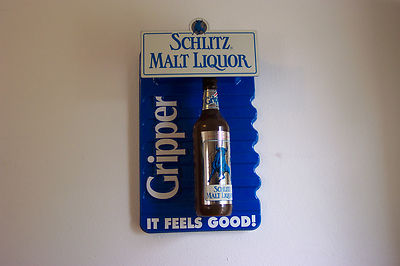 SCHLITZ
MALT LIQUOR
Gripper
SCHLITZ
MALT LIQUOR
IT FEELS GOOD!